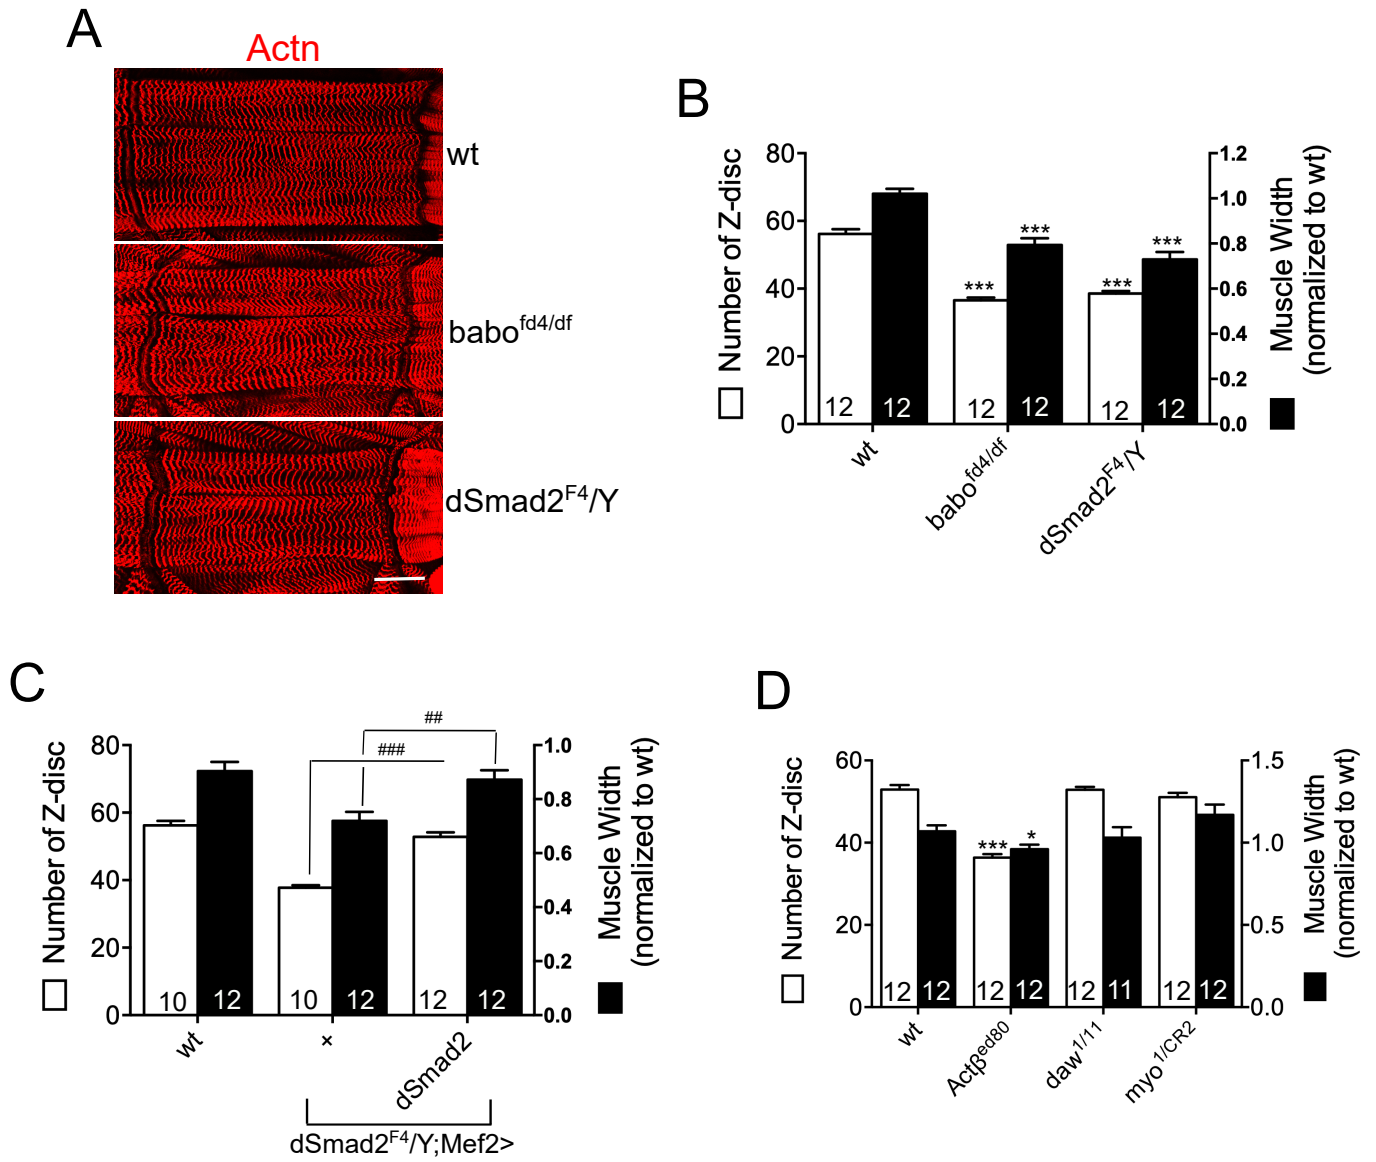 A
Actn
wt
babo^fd4/df
dSmad2^F4/Y
B
Number of Z-disc
80
60
40
20
0
12 12
*** ***
12 12
*** ***
12 12
1.2
1.0
0.8
0.6
0.4
0.2
0.0
Muscle Width
(normalized to wt)
wt
babo^fd4/df
dSmad2^F4/Y
C
Number of Z-disc
80
60
40
20
0
##
###
10 12
10 12
12 12
1.0
0.8
0.6
0.4
0.2
0.0
Muscle Width
(normalized to wt)
wt
+
dSmad2
dSmad2^F4/Y;Mef2>
D
Number of Z-disc
60
40
20
0
12 12
*** *
12 12
12 11
12 12
1.5
1.0
0.5
0.0
Muscle Width
(normalized to wt)
wt
Actβ^ed80
daw^1/11
myo^1/CR2